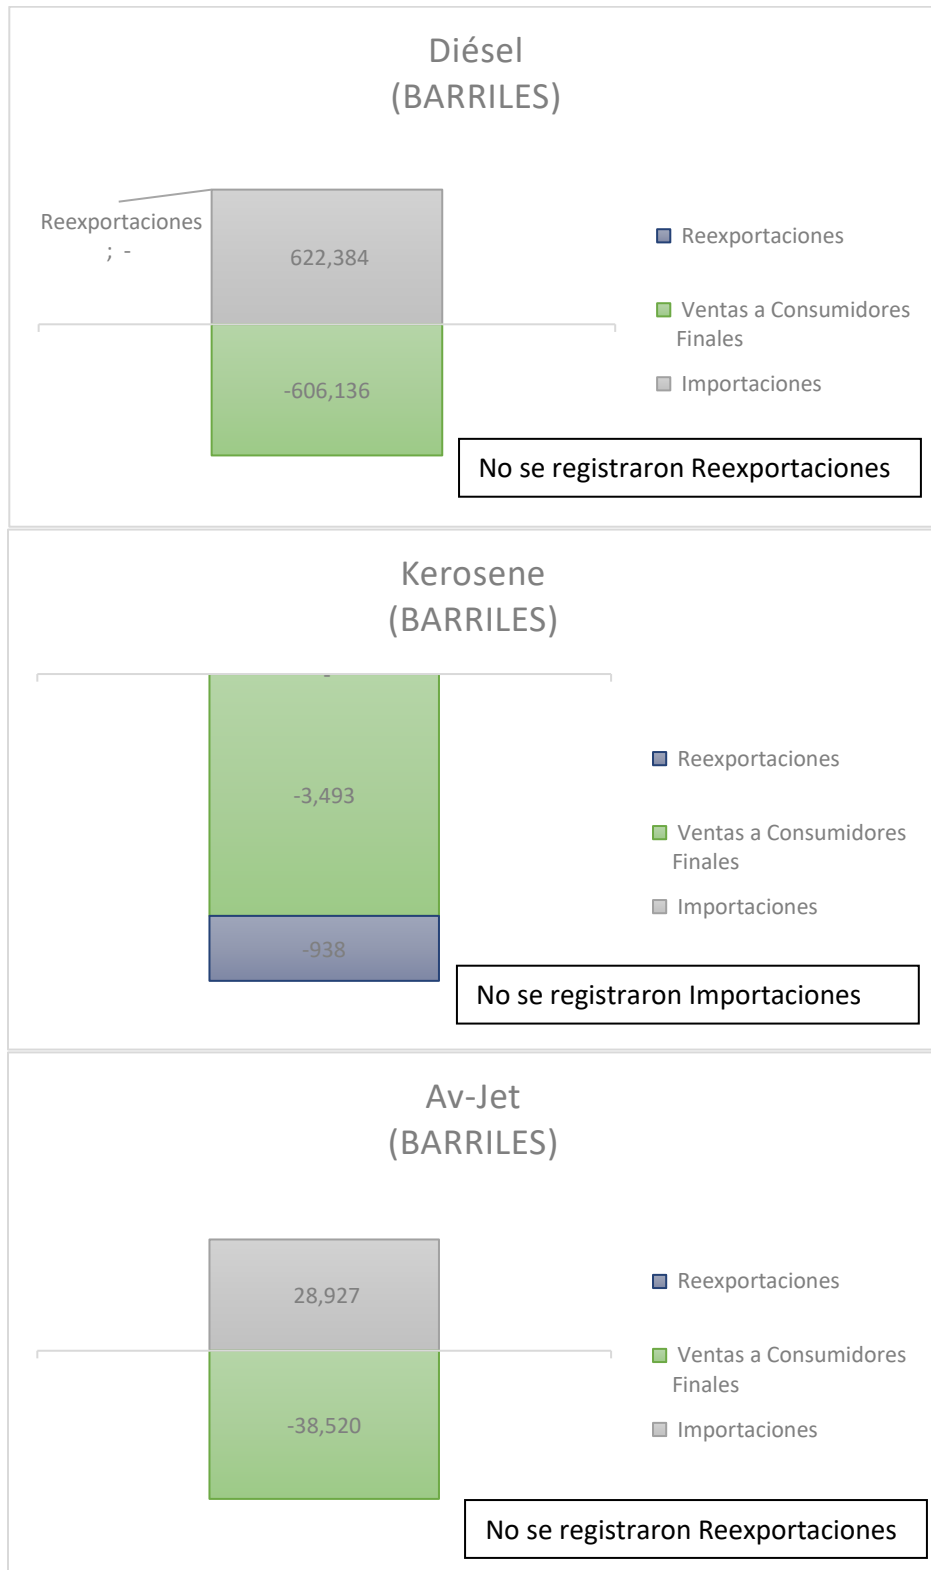 Diésel
(BARRILES)
Reexportaciones
; -
622,384
-606,136
Reexportaciones
Ventas a Consumidores
Finales
Importaciones
No se registraron Reexportaciones
Kerosene
(BARRILES)
-
-3,493
-938
Reexportaciones
Ventas a Consumidores
Finales
Importaciones
No se registraron Importaciones
Av-Jet
(BARRILES)
28,927
-38,520
Reexportaciones
Ventas a Consumidores
Finales
Importaciones
No se registraron Reexportaciones